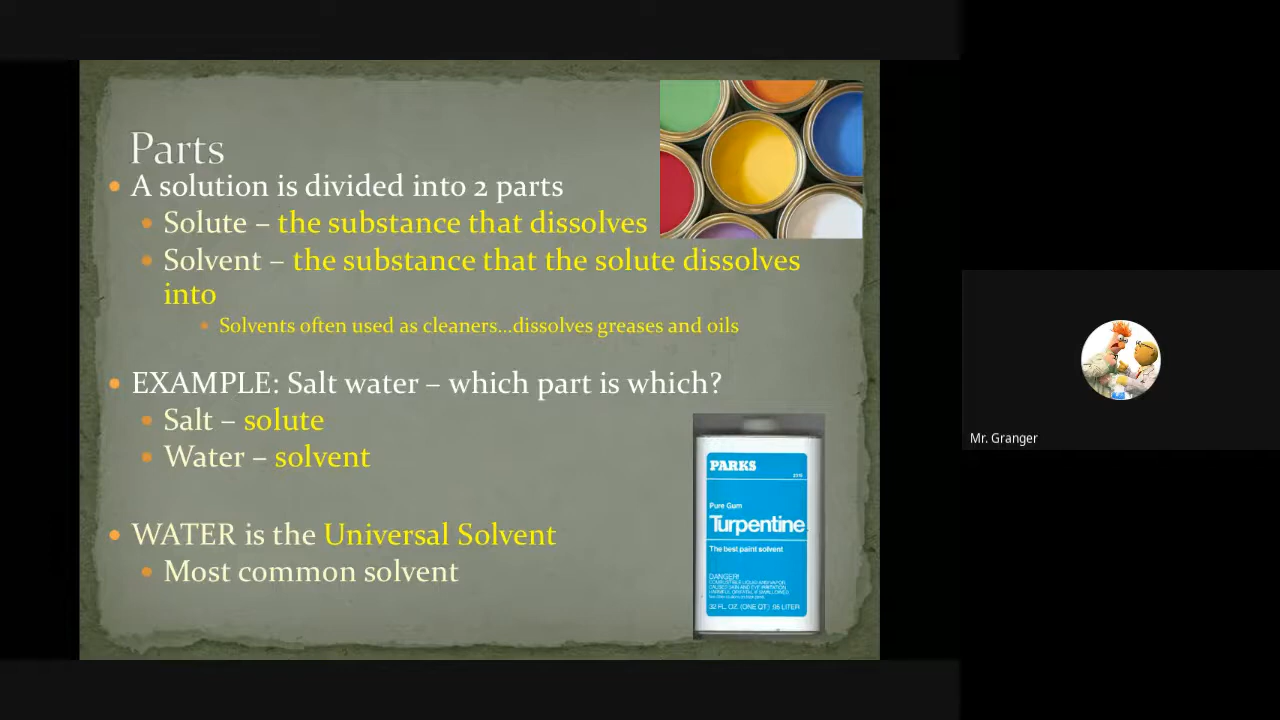 Parts
• A solution is divided into 2 parts
• Solute – the substance that dissolves
• Solvent – the substance that the solute dissolves
into
• Solvents often used as cleaners...dissolves greases and oils
• EXAMPLE: Salt water – which part is which?
• Salt – solute
• Water – solvent
• WATER is the Universal Solvent
• Most common solvent
PARKS
Pure Gum
Turpentine
The best paint solvent
DANGER!
32 FL. OZ. (ONE QT.) .95 LITER
Mr. Granger